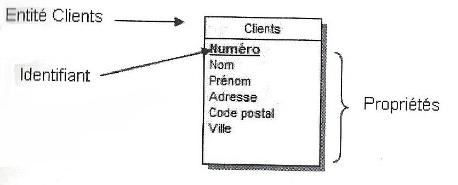 Entité Clients
Clients
Numéro
Identifiant
Nom
Prénom
Adresse
Code postal
Ville
Propriétés